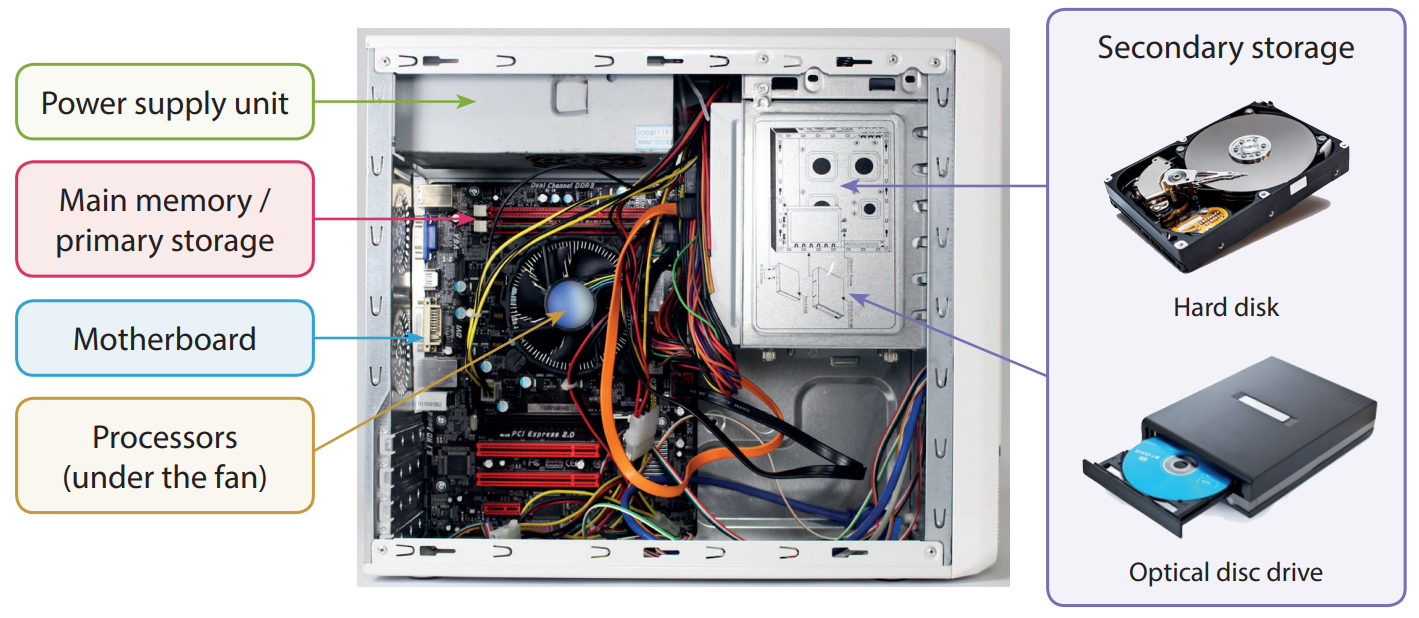 Power supply unit
Main memory /
primary storage
Motherboard
Processors
(under the fan)
Dual Channel DDR3
PCI Express 2.0
Secondary storage
Hard disk
Optical disc drive